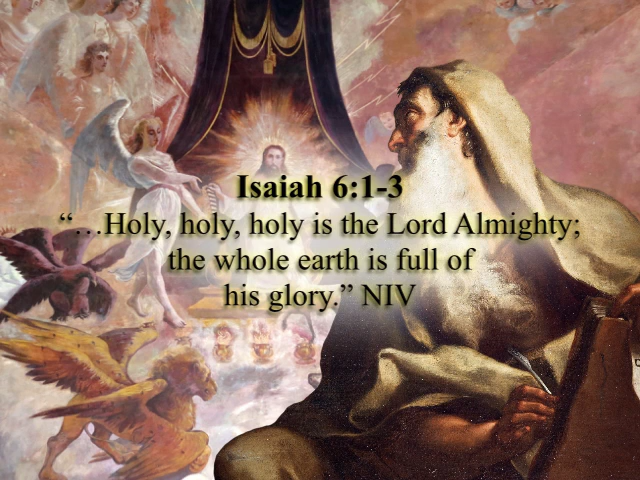 Isaiah 6:1-3
“…Holy, holy, holy is the Lord Almighty;
the whole earth is full of
his glory.” NIV